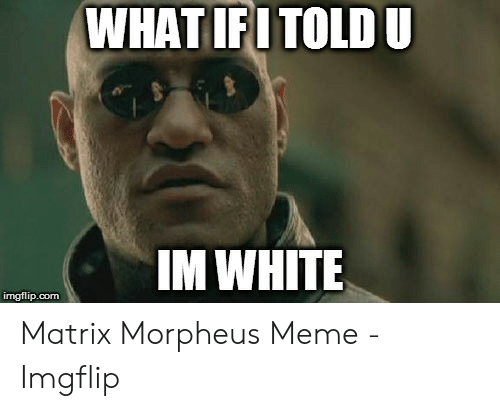 WHAT IF I TOLD U
IM WHITE
imgflip.com
Matrix Morpheus Meme -
Imgflip